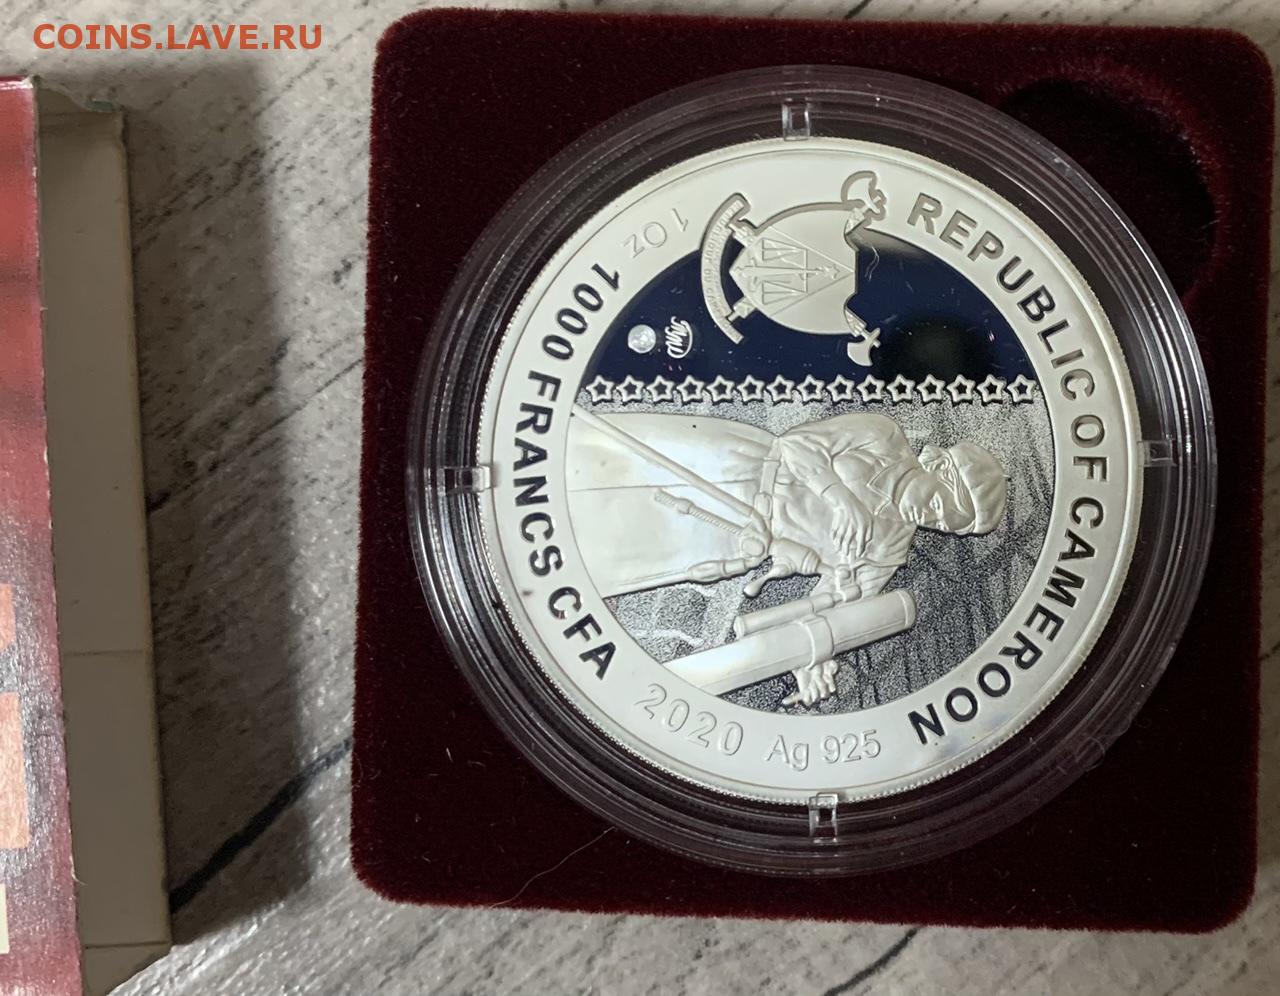 COINS.LAVE.RU
REPUBLIC OF CAMEROON
1 Oz
1000 FRANCS CFA
2020
Ag 925